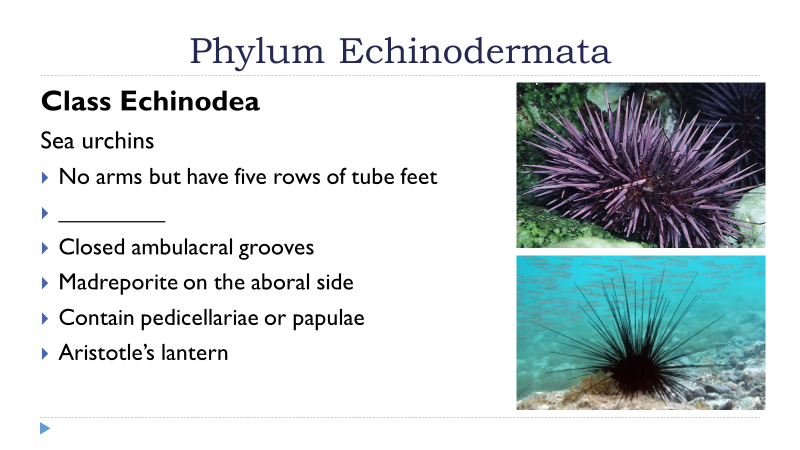 Phylum Echinodermata
Class Echinodea
Sea urchins
No arms but have five rows of tube feet
_________
Closed ambulacral grooves
Madreporite on the aboral side
Contain pedicellariae or papulae
Aristotle’s lantern